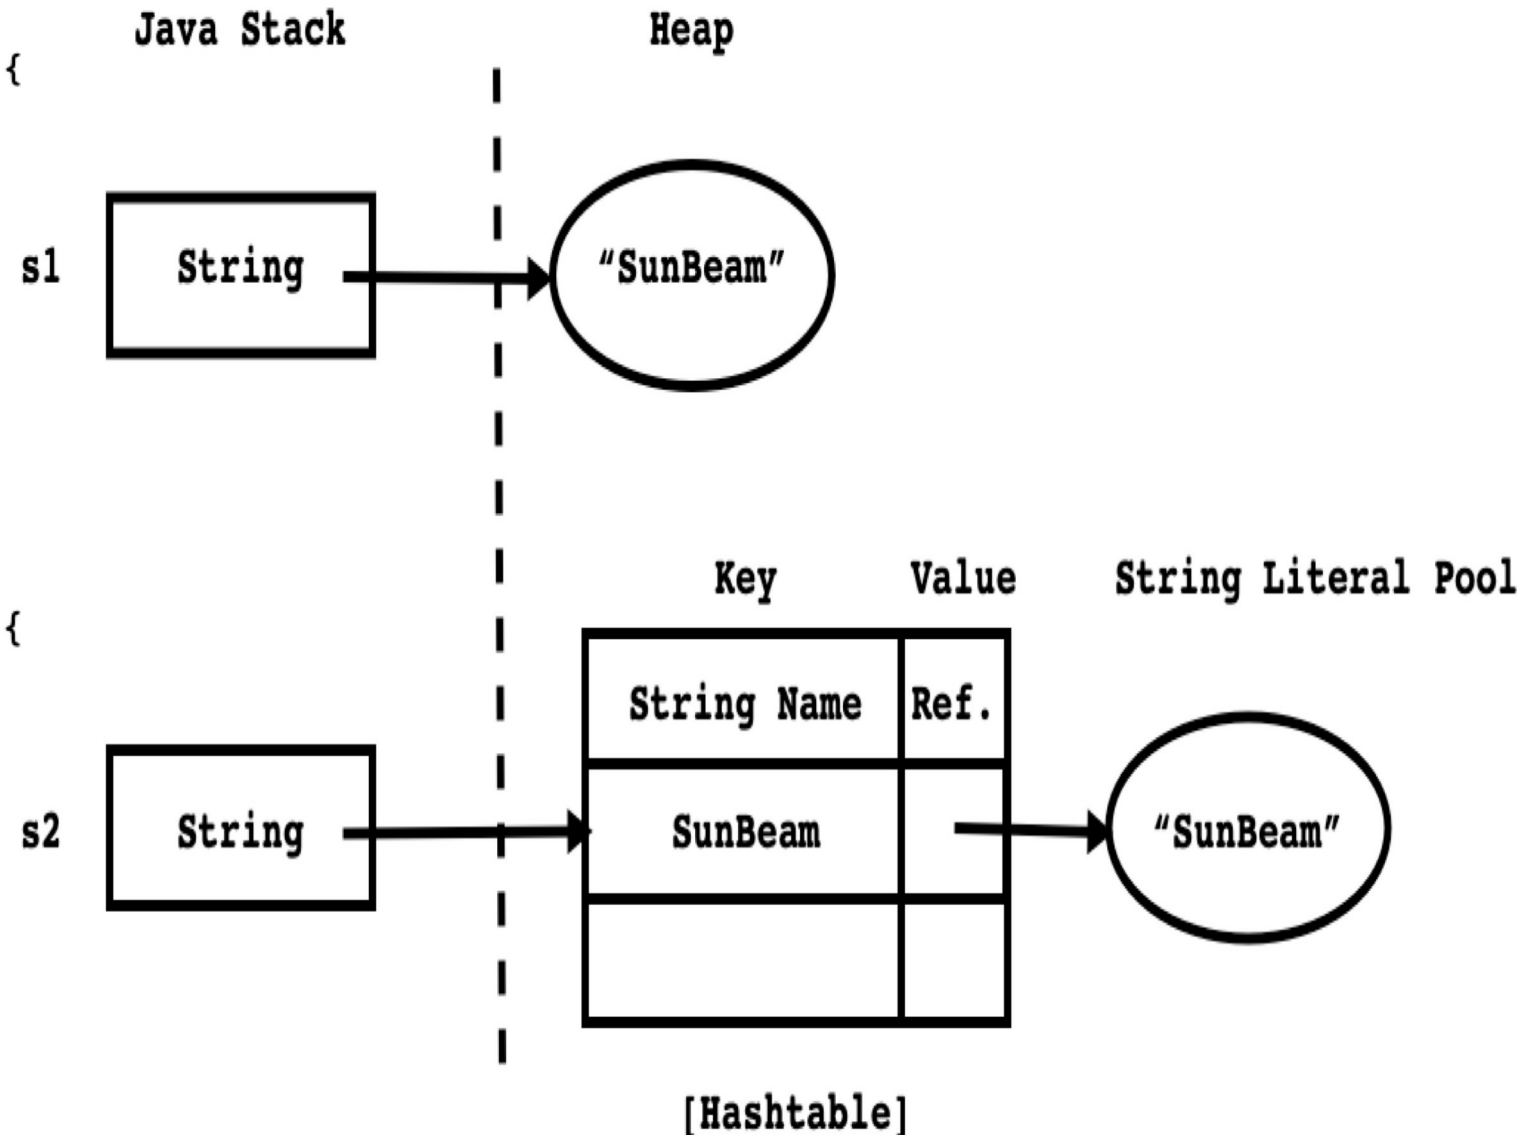 Java Stack Heap
{
s1 String “SunBeam”
Key Value String Literal Pool
{
String Name Ref.
s2 String SunBeam “SunBeam”
[Hashtable]